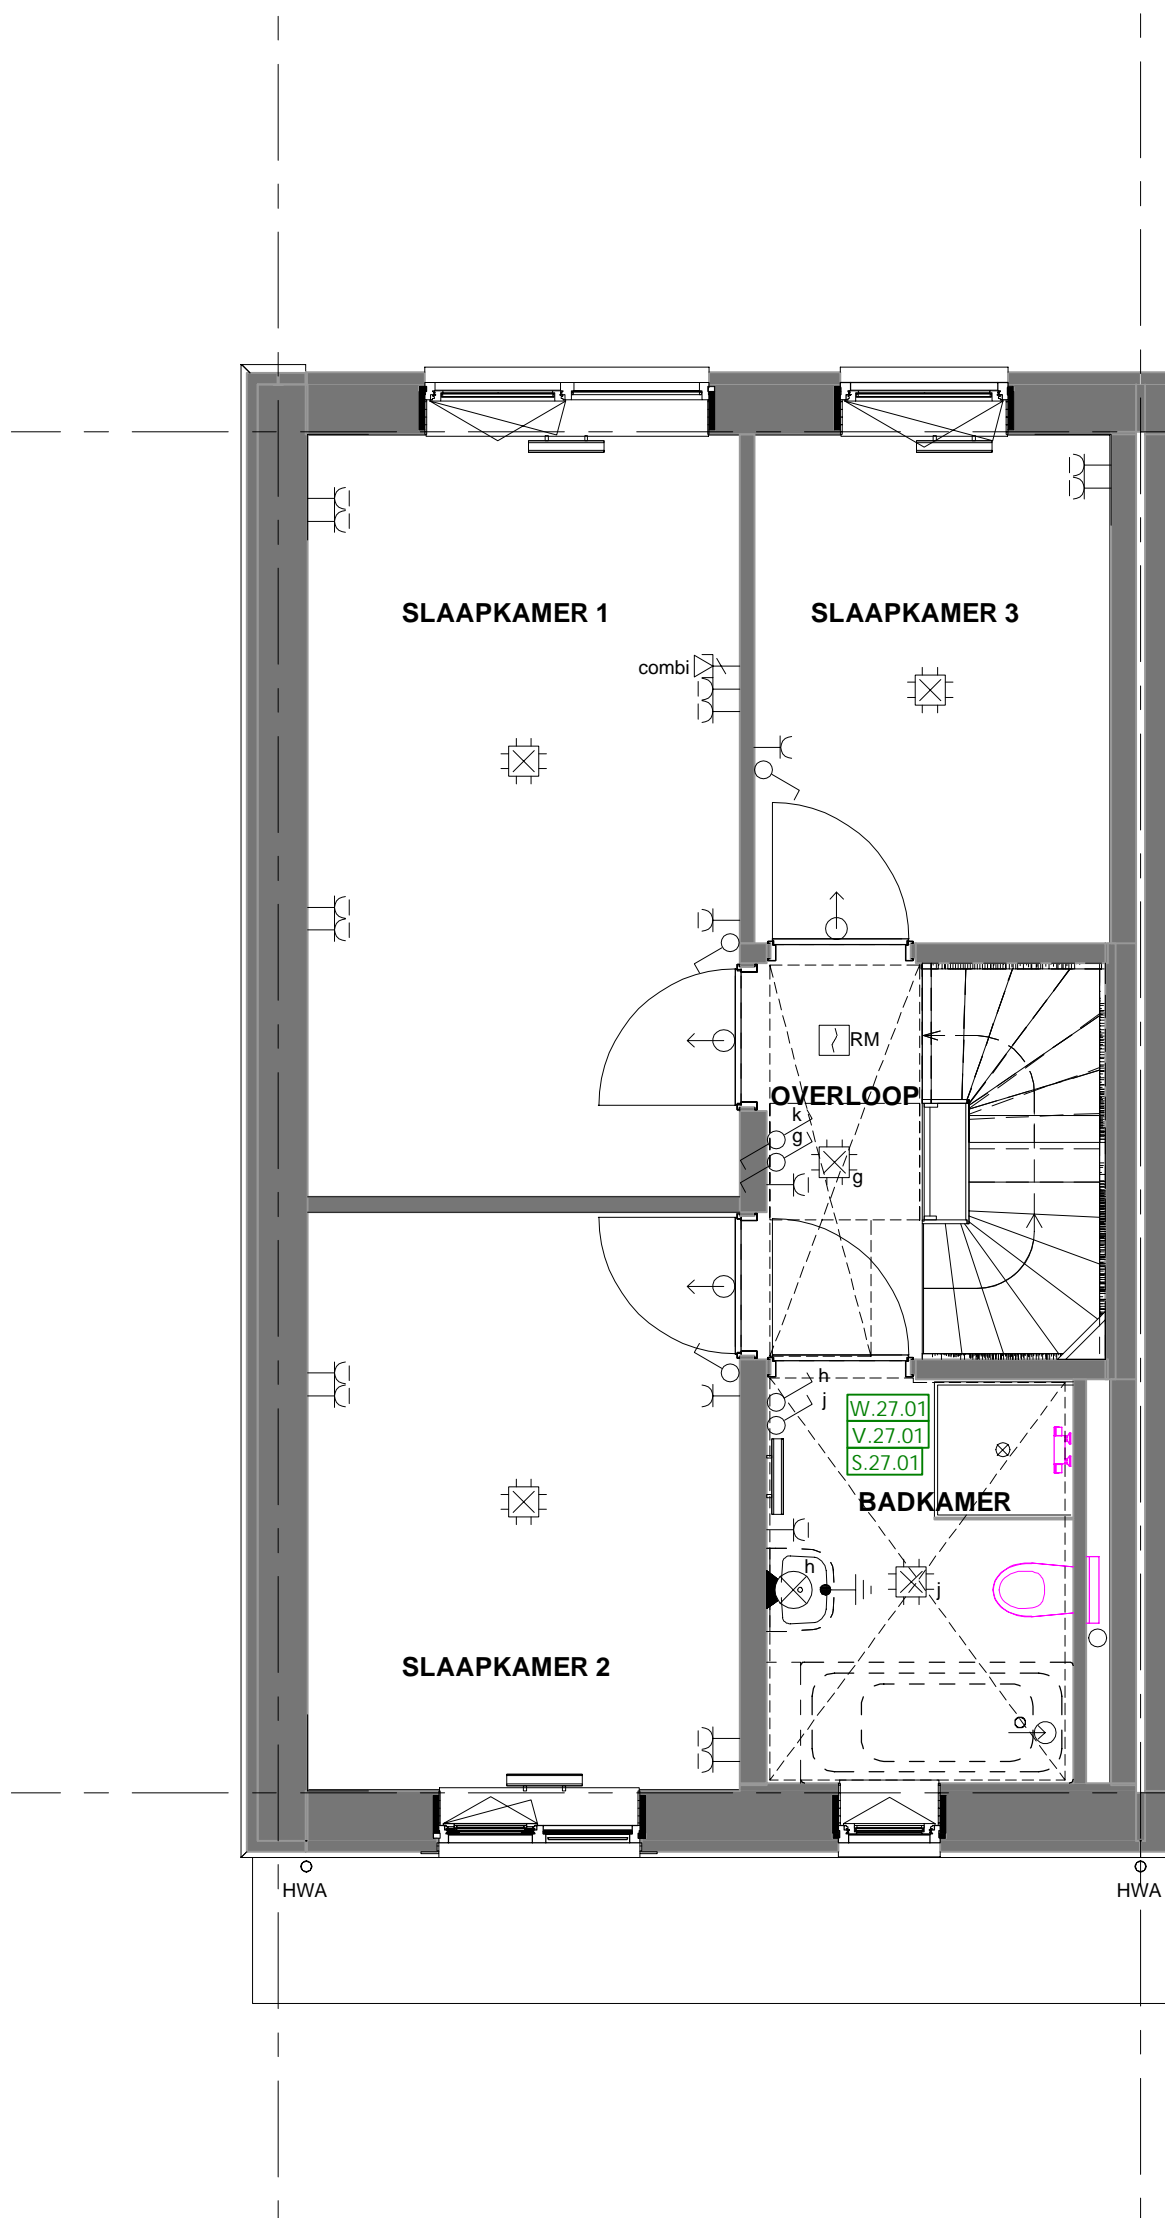 SLAAPKAMER 1
SLAAPKAMER 3
combi
RM
OVERLOOP
k
g
g
h
j
W.27.01
V.27.01
S.27.01
BADKAMER
h
j
SLAAPKAMER 2
HWA
HWA